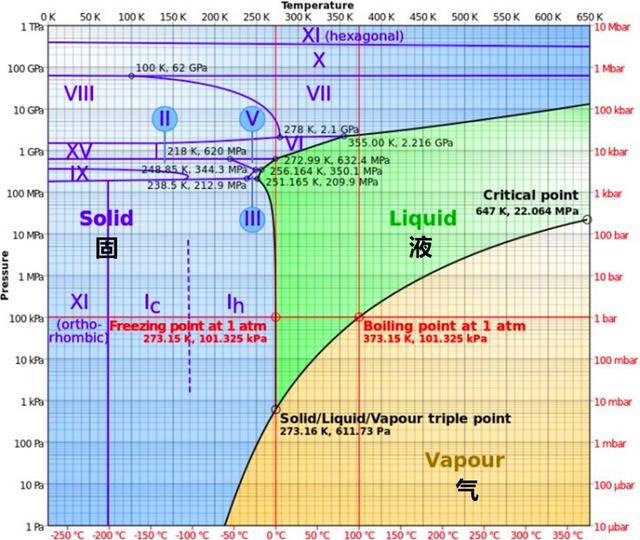 Temperature
0 K 50 K 100 K 150 K 200 K 250 K 300 K 350 K 400 K 450 K 500 K 550 K 600 K 650 K
1 TPa
XI (hexagonal)
10 Mbar
X
100 GPa
100 K, 62 GPa
1 Mbar
VIII
VII
10 GPa
II
V
100 kbar
278 K, 2.1 GPa
VI
355.00 K, 2.216 GPa
1 GPa
XV
218 K, 620 MPa
272.99 K, 632.4 MPa
10 kbar
IX
248.85 K, 344.3 MPa
256.164 K, 350.1 MPa
238.5 K, 212.9 MPa
251.165 K, 209.9 MPa
100 MPa
1 kbar
Critical point
647 K, 22.064 MPa
Solid
III
Liquid
固
液
10 MPa
100 bar
Pressure
1 MPa
10 bar
XI
(ortho-
rhombic)
Ic
Ih
100 kPa
1 bar
Freezing point at 1 atm
273.15 K, 101.325 kPa
Boiling point at 1 atm
373.15 K, 101.325 kPa
10 kPa
100 mbar
1 kPa
10 mbar
Solid/Liquid/Vapour triple point
273.16 K, 611.73 Pa
100 Pa
1 mbar
Vapour
气
10 Pa
100 µbar
1 Pa
10 µbar
-250 °C -200 °C -150 °C -100 °C -50 °C 0 °C 50 °C 100 °C 150 °C 200 °C 250 °C 300 °C 350 °C